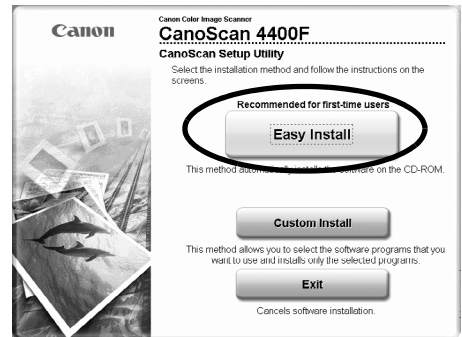 Canon
Canon Color Image Scanner
CanoScan 4400F
CanoScan Setup Utility
Select the installation method and follow the instructions on the
screens.
Recommended for first-time users
Easy Install
This method automatically installs the software on the CD-ROM.
Custom Install
This method allows you to select the software programs that you
want to use and installs only the selected programs.
Exit
Cancels software installation.